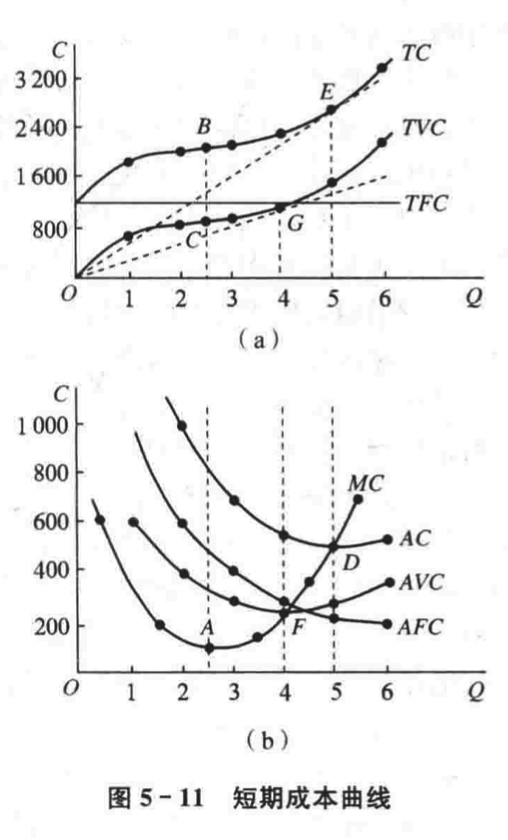 C
TC
3 200
E
B
2 400
TVC
1 600
TFC
800
G
C
O 1 2 3 4 5 6 Q
(a)
C
1 000
800
MC
600
AC
D
400
AVC
200
A
F
AFC
O 1 2 3 4 5 6 Q
(b)
图 5-11 短期成本曲线